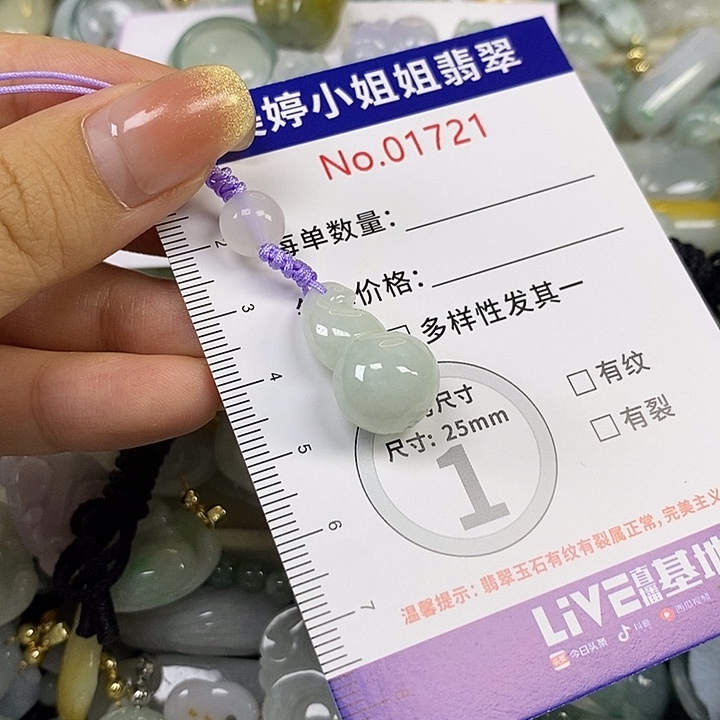 婷小姐姐翡翠
No.01721
每单数量：
价格：
□ 多样性发其一
□ 有纹
□ 有裂
尺寸
尺寸: 25mm
1
温馨提示：翡翠玉石有纹有裂属正常，完美主义
LiVE直播基地
今日头条 抖音 西瓜视频
2
3
4
5
6
7
8